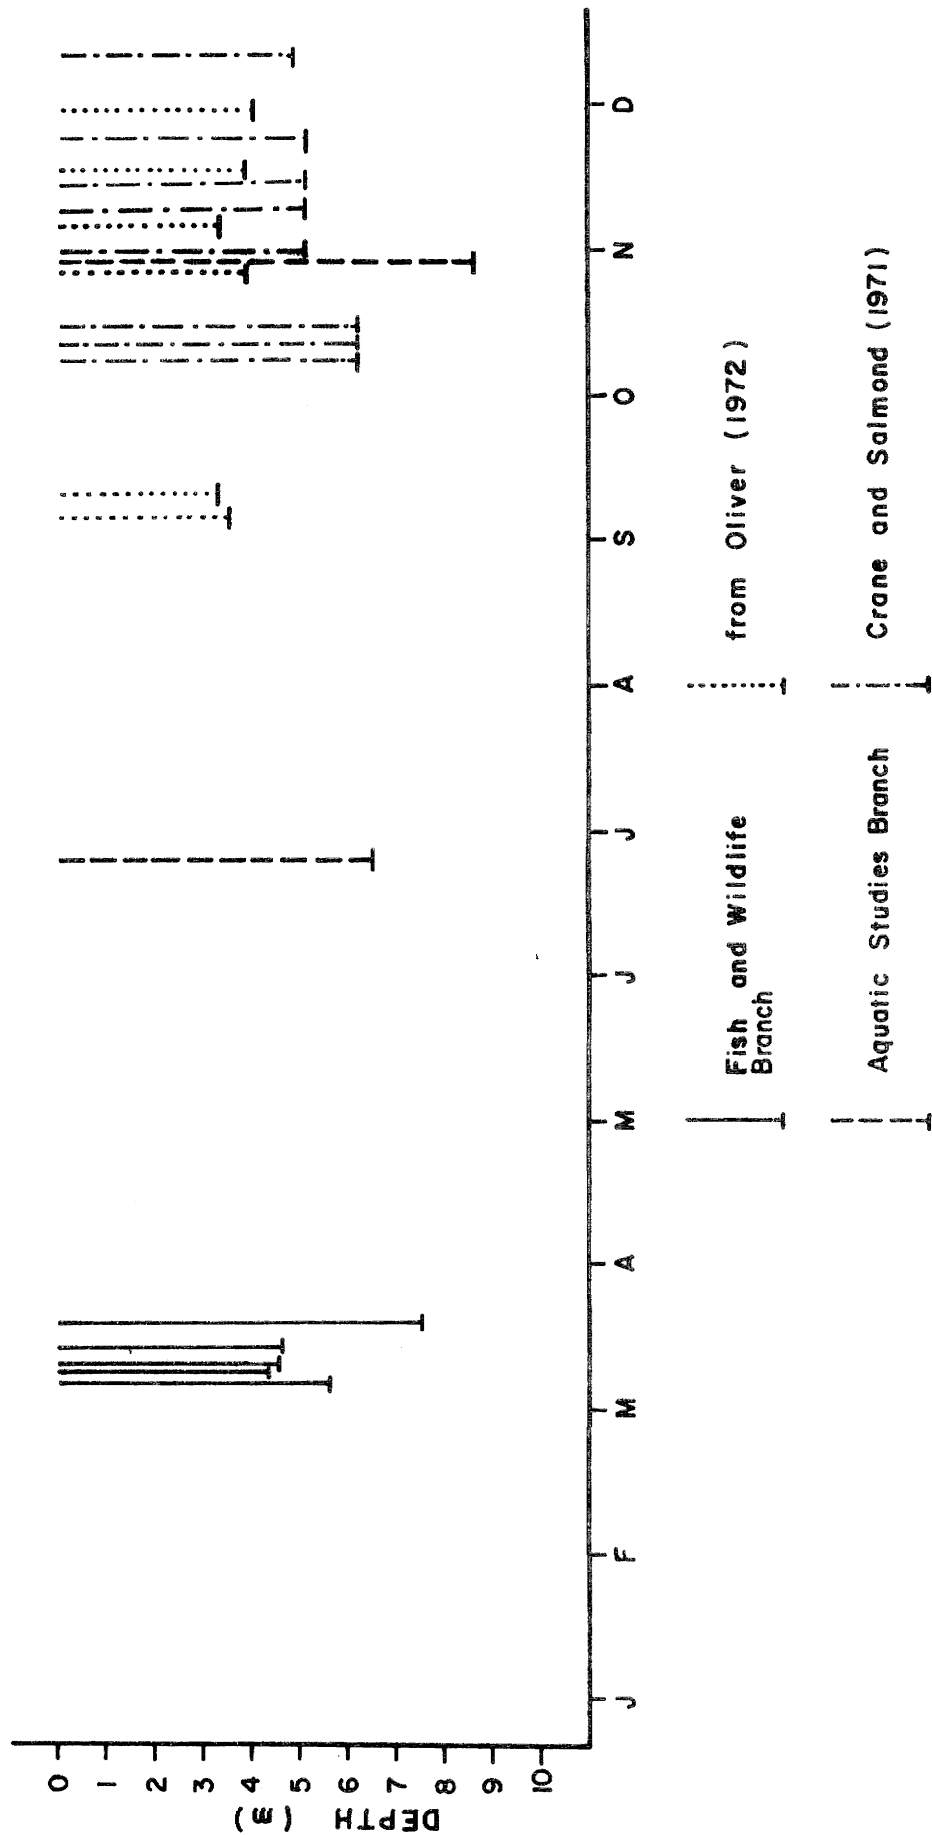 DEPTH (m)
0
1
2
3
4
5
6
7
8
9
10
J F M A M J J A S O N D
Fish and Wildlife
Branch
from Oliver (1972)
Aquatic Studies Branch
Crane and Salmond (1971)